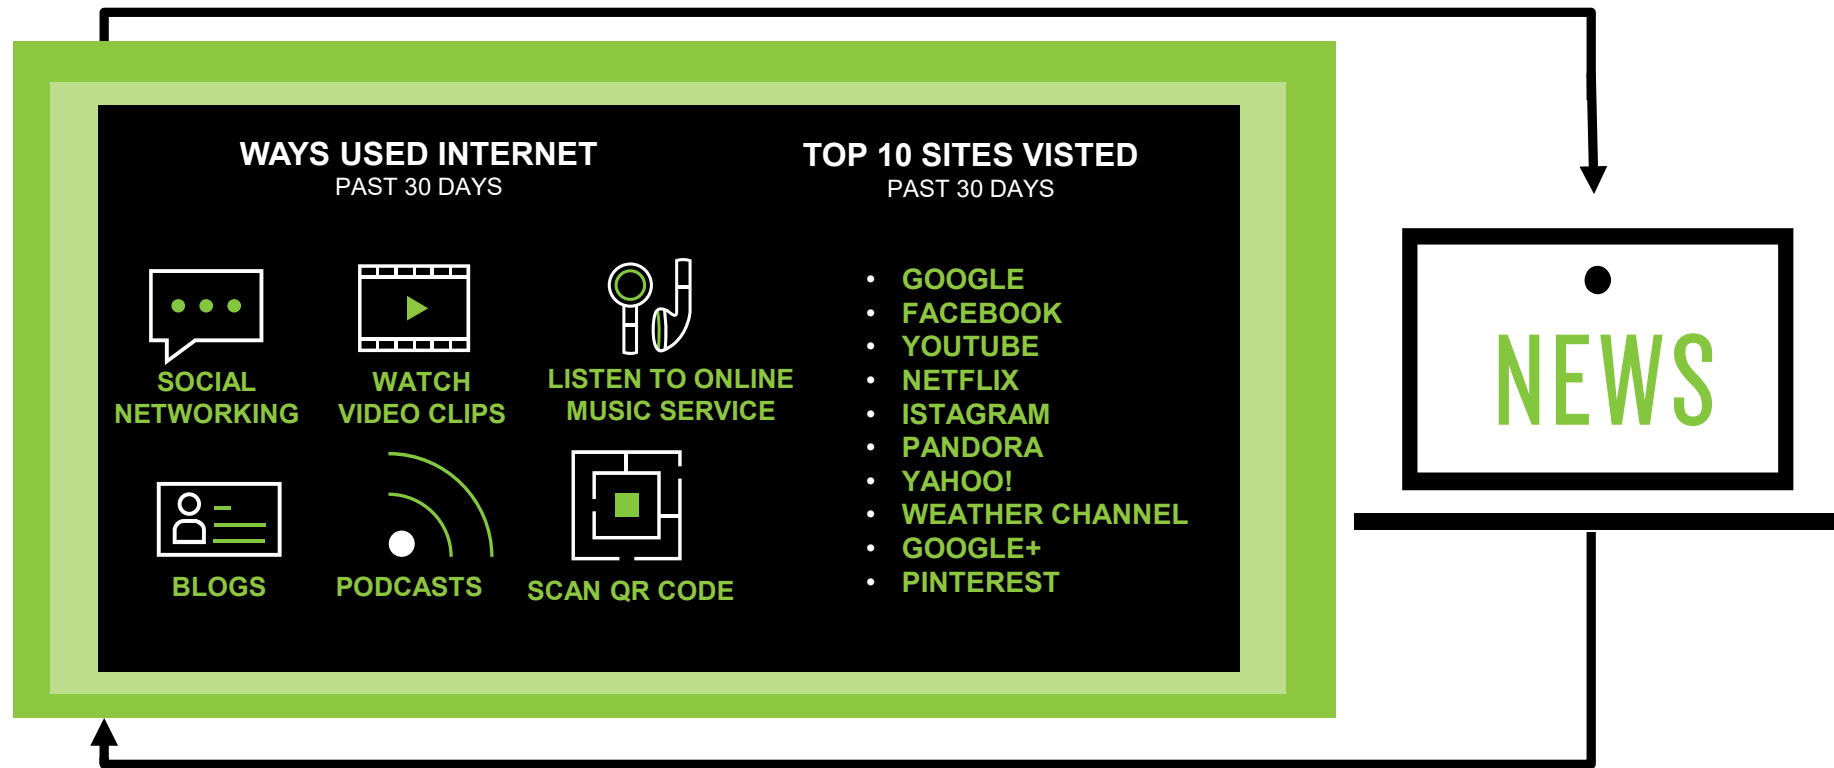 WAYS USED INTERNET
PAST 30 DAYS
SOCIAL
NETWORKING
WATCH
VIDEO CLIPS
LISTEN TO ONLINE
MUSIC SERVICE
BLOGS
PODCASTS
SCAN QR CODE
TOP 10 SITES VISTED
PAST 30 DAYS
• GOOGLE
• FACEBOOK
• YOUTUBE
• NETFLIX
• ISTAGRAM
• PANDORA
• YAHOO!
• WEATHER CHANNEL
• GOOGLE+
• PINTEREST
NEWS